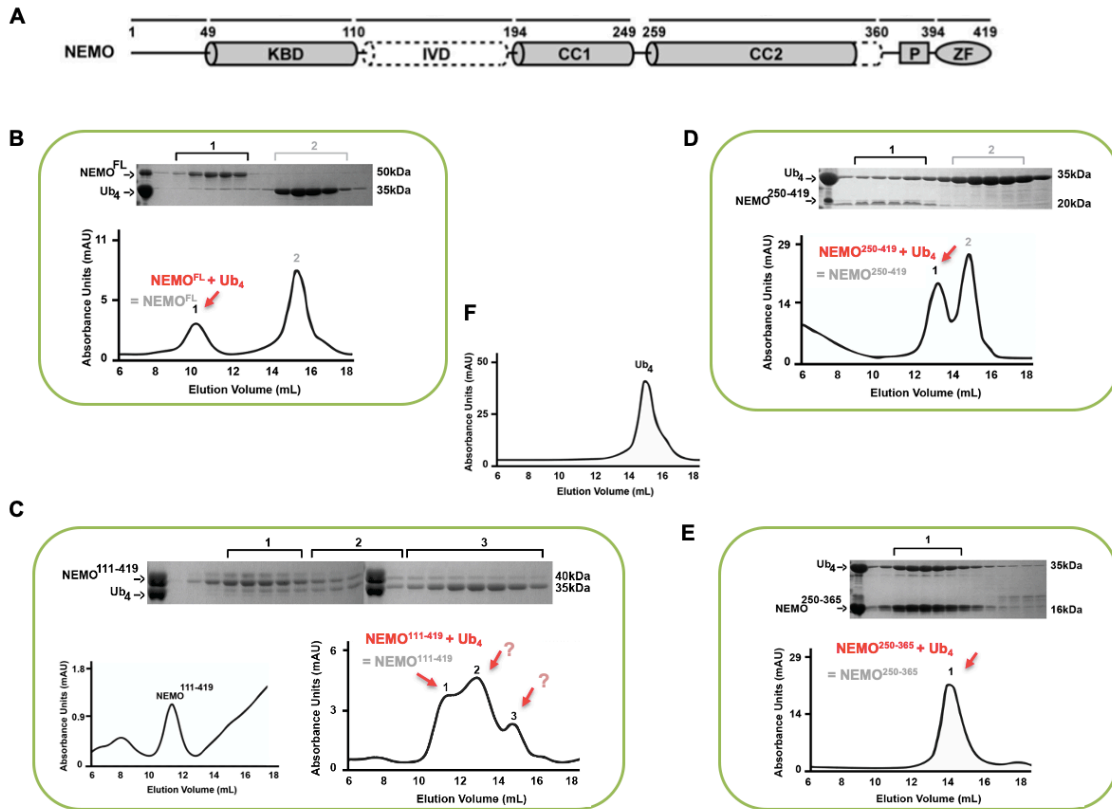 A
1 49 110 194 249 259 360 394 419
NEMO KBD IVD CC1 CC2 P ZF
B
1 2
NEMO^FL
Ub4
50kDa
35kDa
Absorbance Units (mAU)
11
5
0
NEMO^FL + Ub4
= NEMO^FL
1
2
6 8 10 12 14 16 18
Elution Volume (mL)
D
1 2
Ub4
NEMO^250-419
35kDa
20kDa
Absorbance Units (mAU)
29
14
0
NEMO^250-419 + Ub4
= NEMO^250-419
1
2
6 8 10 12 14 16 18
Elution Volume (mL)
F
Absorbance Units (mAU)
50
25
0
Ub4
6 8 10 12 14 16 18
Elution Volume (mL)
C
1 2 3
NEMO^111-419
Ub4
40kDa
35kDa
Absorbance Units (mAU)
1.8
0.9
0
NEMO^111-419
6 8 10 12 14 16 18
Elution Volume (mL)
Absorbance Units (mAU)
6
3
0
NEMO^111-419 + Ub4
= NEMO^111-419
1
2
?
3
?
6 8 10 12 14 16 18
Elution Volume (mL)
E
1
Ub4
NEMO^250-365
35kDa
16kDa
Absorbance Units (mAU)
29
14
0
NEMO^250-365 + Ub4
= NEMO^250-365
1
6 8 10 12 14 16 18
Elution Volume (mL)